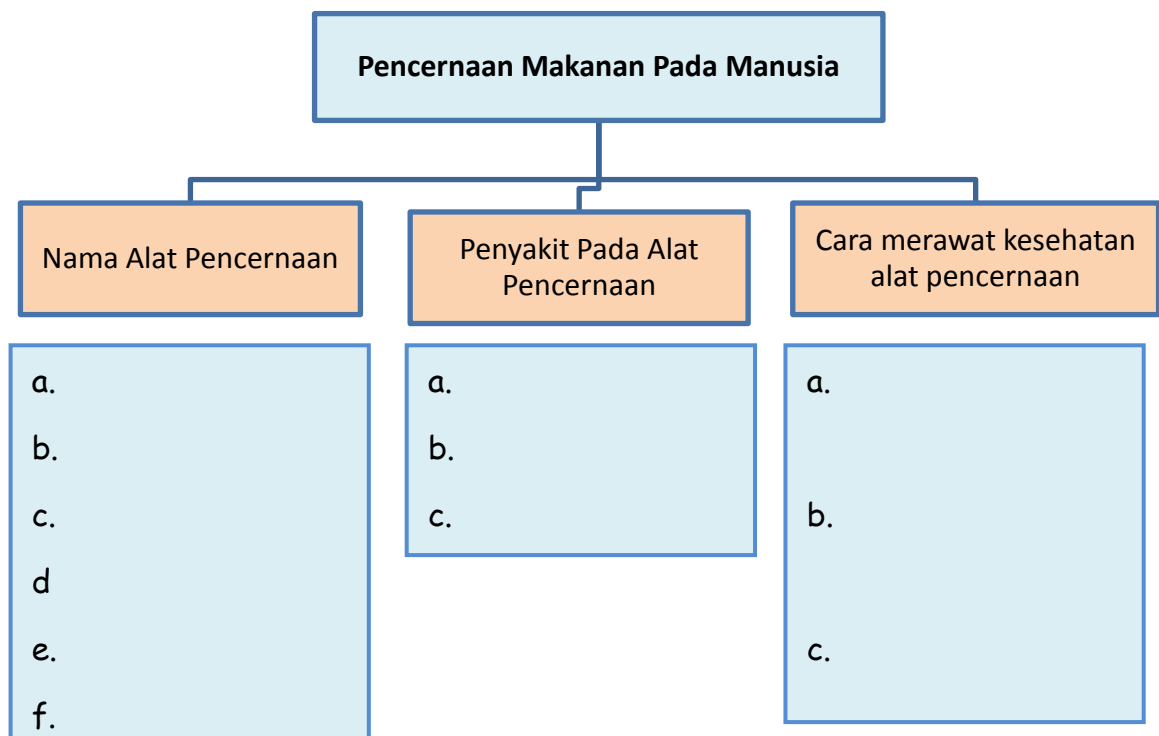 Pencernaan Makanan Pada Manusia
Nama Alat Pencernaan
Penyakit Pada Alat
Pencernaan
Cara merawat kesehatan
alat pencernaan
a.
b.
c.
d
e.
f.
a.
b.
c.
a.
b.
c.